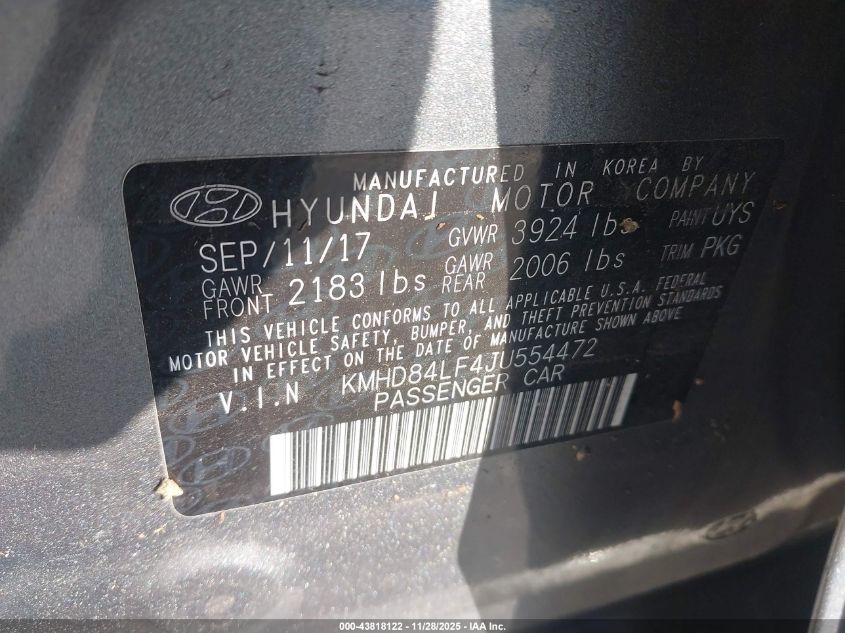 MANUFACTURED IN KOREA BY
HYUNDAI MOTOR COMPANY
SEP/11/17 GVWR 3924 lbs PAINT UYS
GAWR FRONT 2183 lbs GAWR REAR 2006 lbs TRIM PKG
THIS VEHICLE CONFORMS TO ALL APPLICABLE U.S.A. FEDERAL
MOTOR VEHICLE SAFETY, BUMPER, AND THEFT PREVENTION STANDARDS
IN EFFECT ON THE DATE OF MANUFACTURE SHOWN ABOVE
V.I.N KMHD84LF4JU554472
PASSENGER CAR
000-43818122 - 11/28/2025 - IAA Inc.